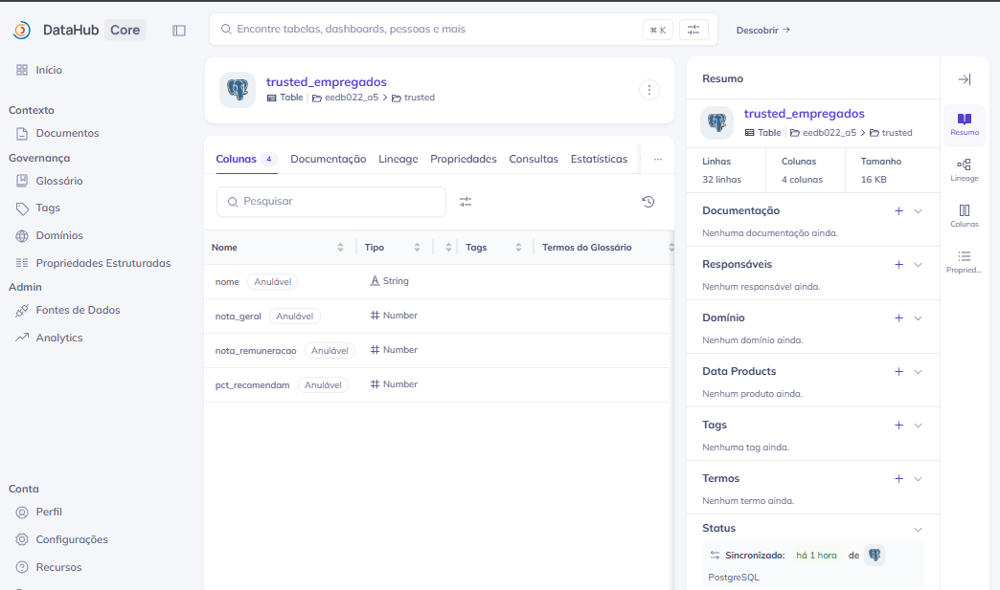 DataHub Core
Encontre tabelas, dashboards, pessoas e mais
⌘ K
Descobrir →
Início
Contexto
Documentos
Governança
Glossário
Tags
Domínios
Propriedades Estruturadas
Admin
Fontes de Dados
Analytics
Conta
Perfil
Configurações
Recursos
trusted_empregados
Table eedb022_a5 > trusted
Colunas 4 Documentação Lineage Propriedades Consultas Estatísticas ...
Pesquisar
Nome Tipo Tags Termos do Glossário
nome Anulável String
nota_geral Anulável Number
nota_remuneracao Anulável Number
pct_recomendam Anulável Number
Resumo
trusted_empregados
Table eedb022_a5 > trusted
Linhas Colunas Tamanho
32 linhas 4 colunas 16 KB
Documentação
Nenhuma documentação ainda.
Responsáveis
Nenhum responsável ainda.
Domínio
Nenhum domínio ainda.
Data Products
Nenhum produto ainda.
Tags
Nenhuma tag ainda.
Termos
Nenhum termo ainda.
Status
Sincronizado: há 1 hora de
PostgreSQL
Resumo
Lineage
Colunas
Propried...